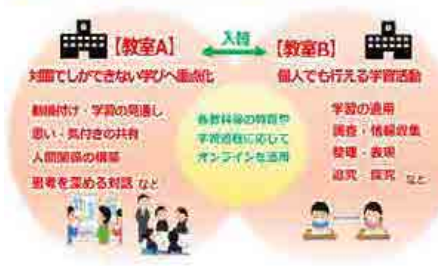 入替
【教室A】
【教室B】
対面でしかできない学びへ重点化
個人でも行える学習活動
動機付け・学習の見通し
思い・気付きの共有
人間関係の構築
思考を深める対話 など
各教科等の特質や
学習過程に応じて
オンラインを活用
学習の適用
調査・情報収集
整理・表現
追究・探究 など